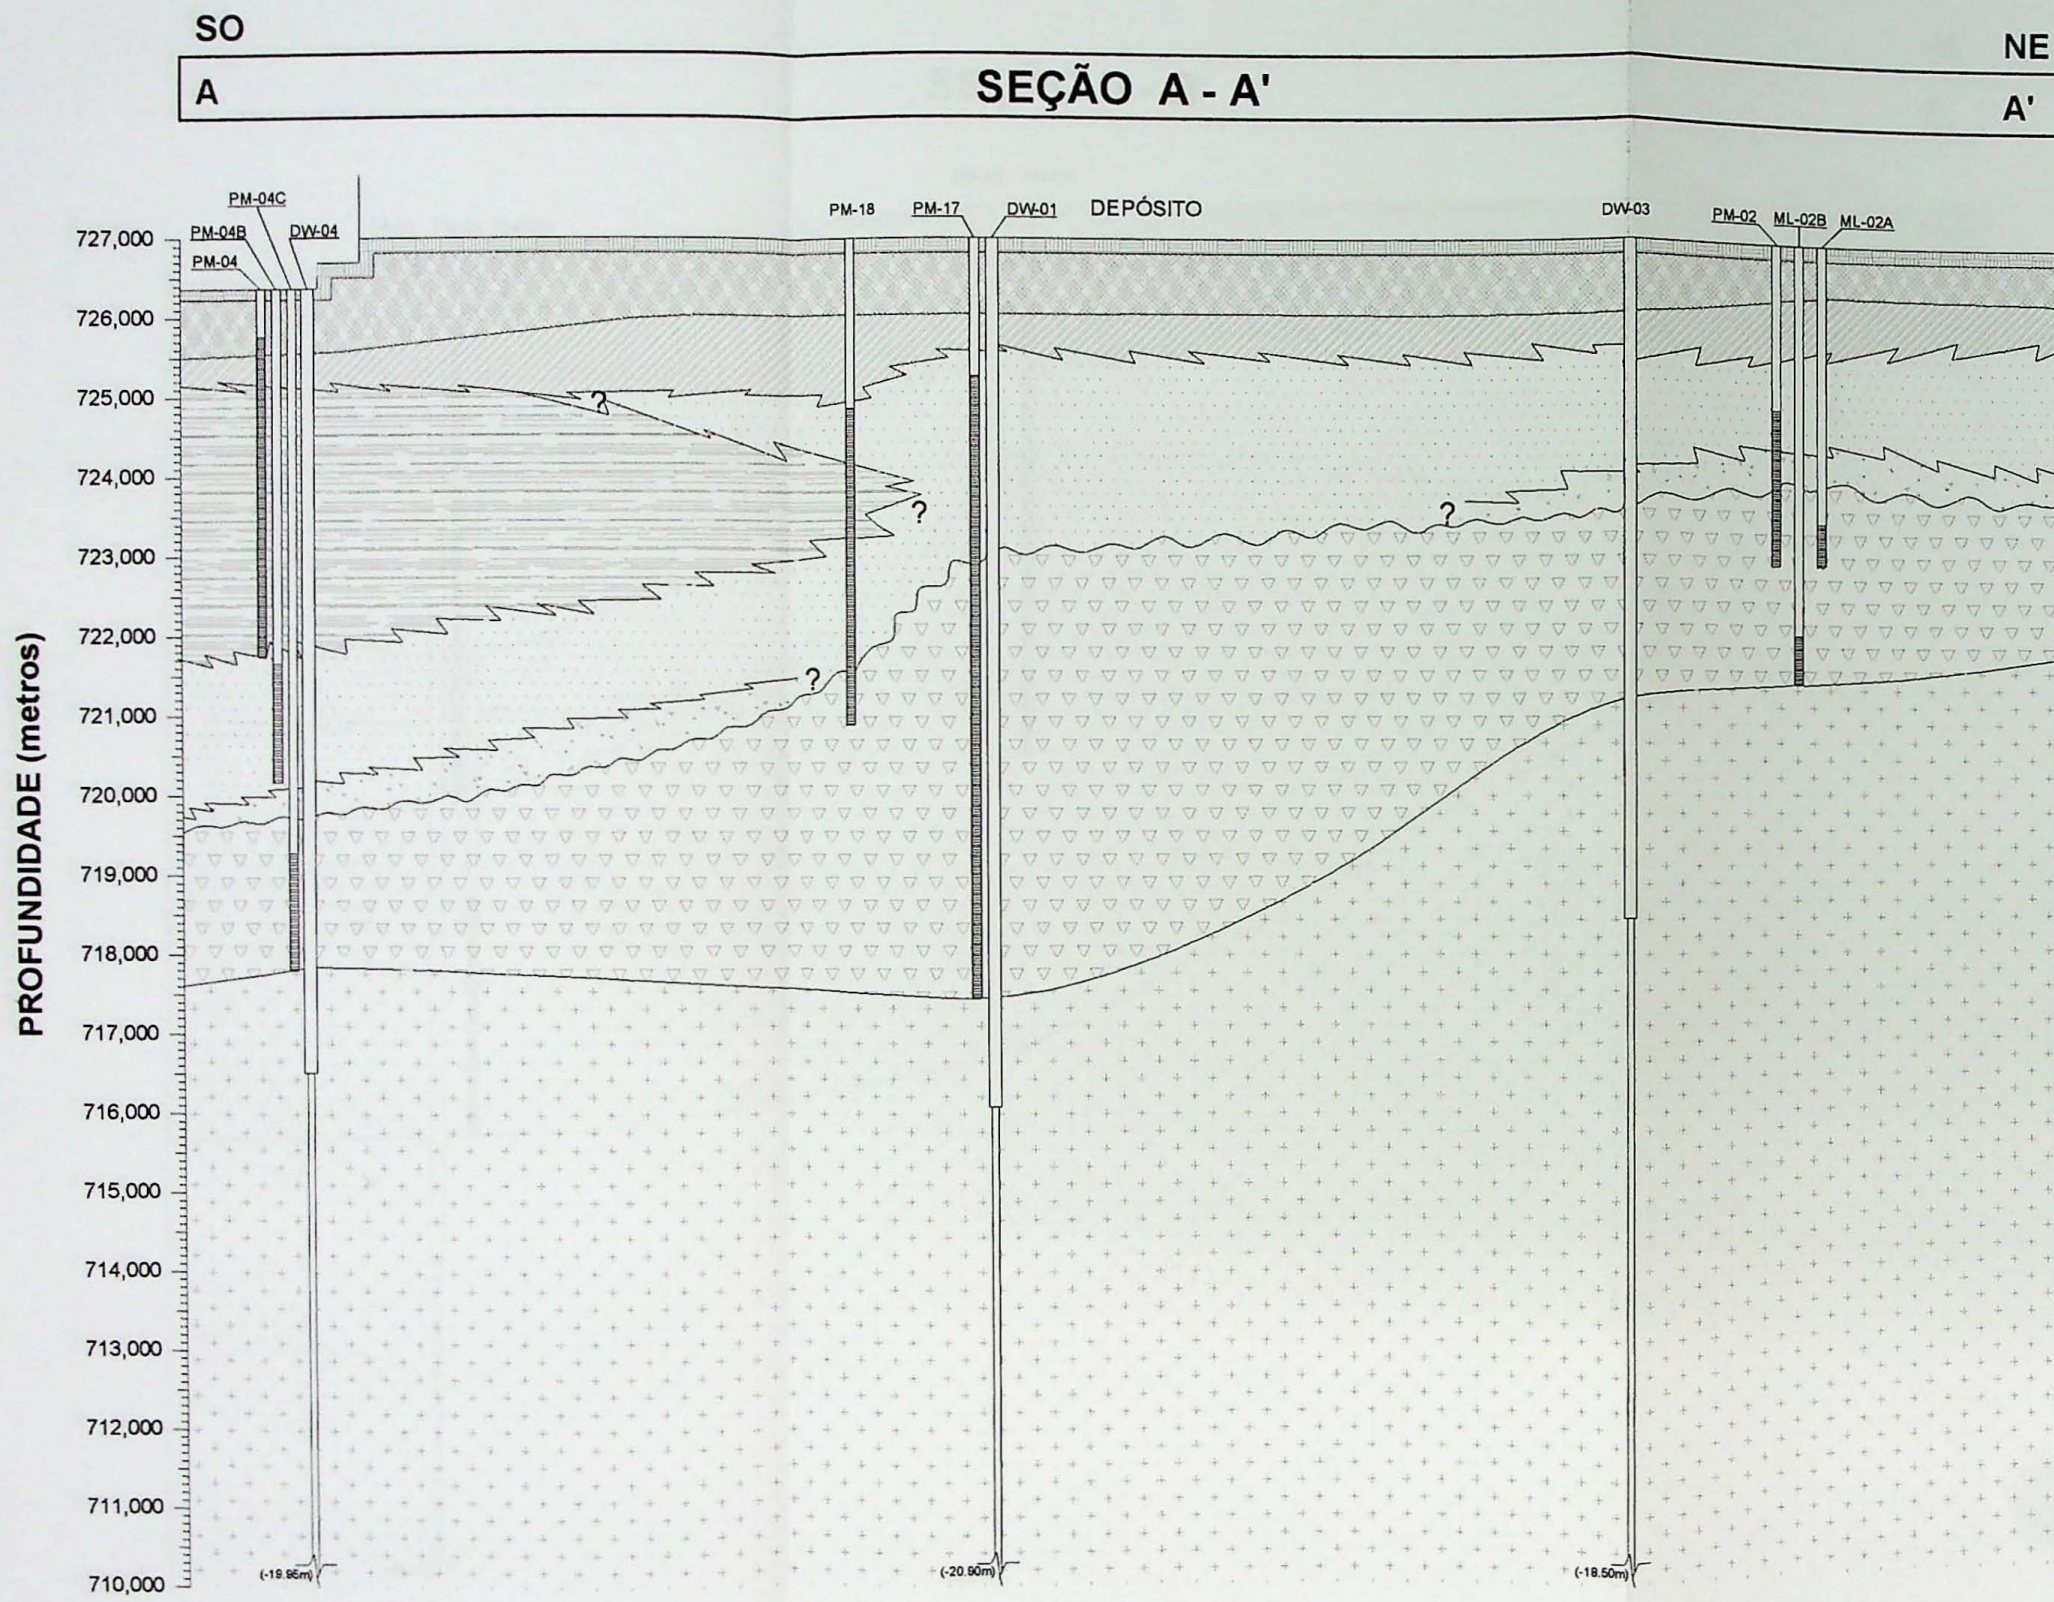 SO
NE
A
SEÇÃO A - A'
A'
PM-04C
PM-04B
DW-04
PM-04
PM-18
PM-17
DW-01
DEPÓSITO
DW-03
PM-02
ML-02B
ML-02A
PROFUNDIDADE (metros)
727,000
726,000
725,000
724,000
723,000
722,000
721,000
720,000
719,000
718,000
717,000
716,000
715,000
714,000
713,000
712,000
711,000
710,000
?
?
?
?
(-19.95m)
(-20.90m)
(-18.50m)